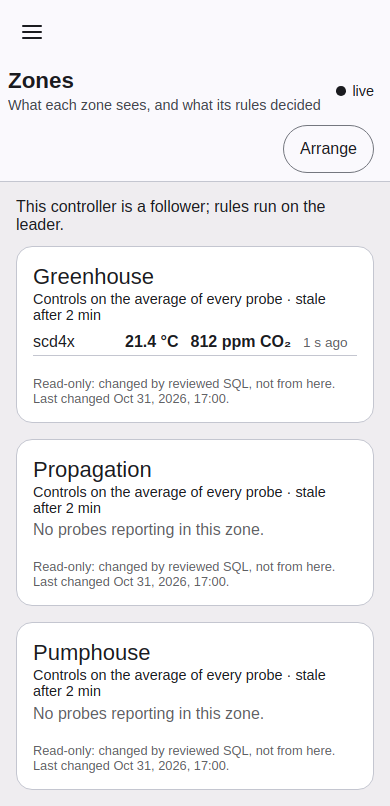 Zones
What each zone sees, and what its rules decided
live
Arrange
This controller is a follower; rules run on the
leader.
Greenhouse
Controls on the average of every probe · stale
after 2 min
scd4x 21.4 °C 812 ppm CO₂ 1 s ago
Read-only: changed by reviewed SQL, not from here.
Last changed Oct 31, 2026, 17:00.
Propagation
Controls on the average of every probe · stale
after 2 min
No probes reporting in this zone.
Read-only: changed by reviewed SQL, not from here.
Last changed Oct 31, 2026, 17:00.
Pumphouse
Controls on the average of every probe · stale
after 2 min
No probes reporting in this zone.
Read-only: changed by reviewed SQL, not from here.
Last changed Oct 31, 2026, 17:00.